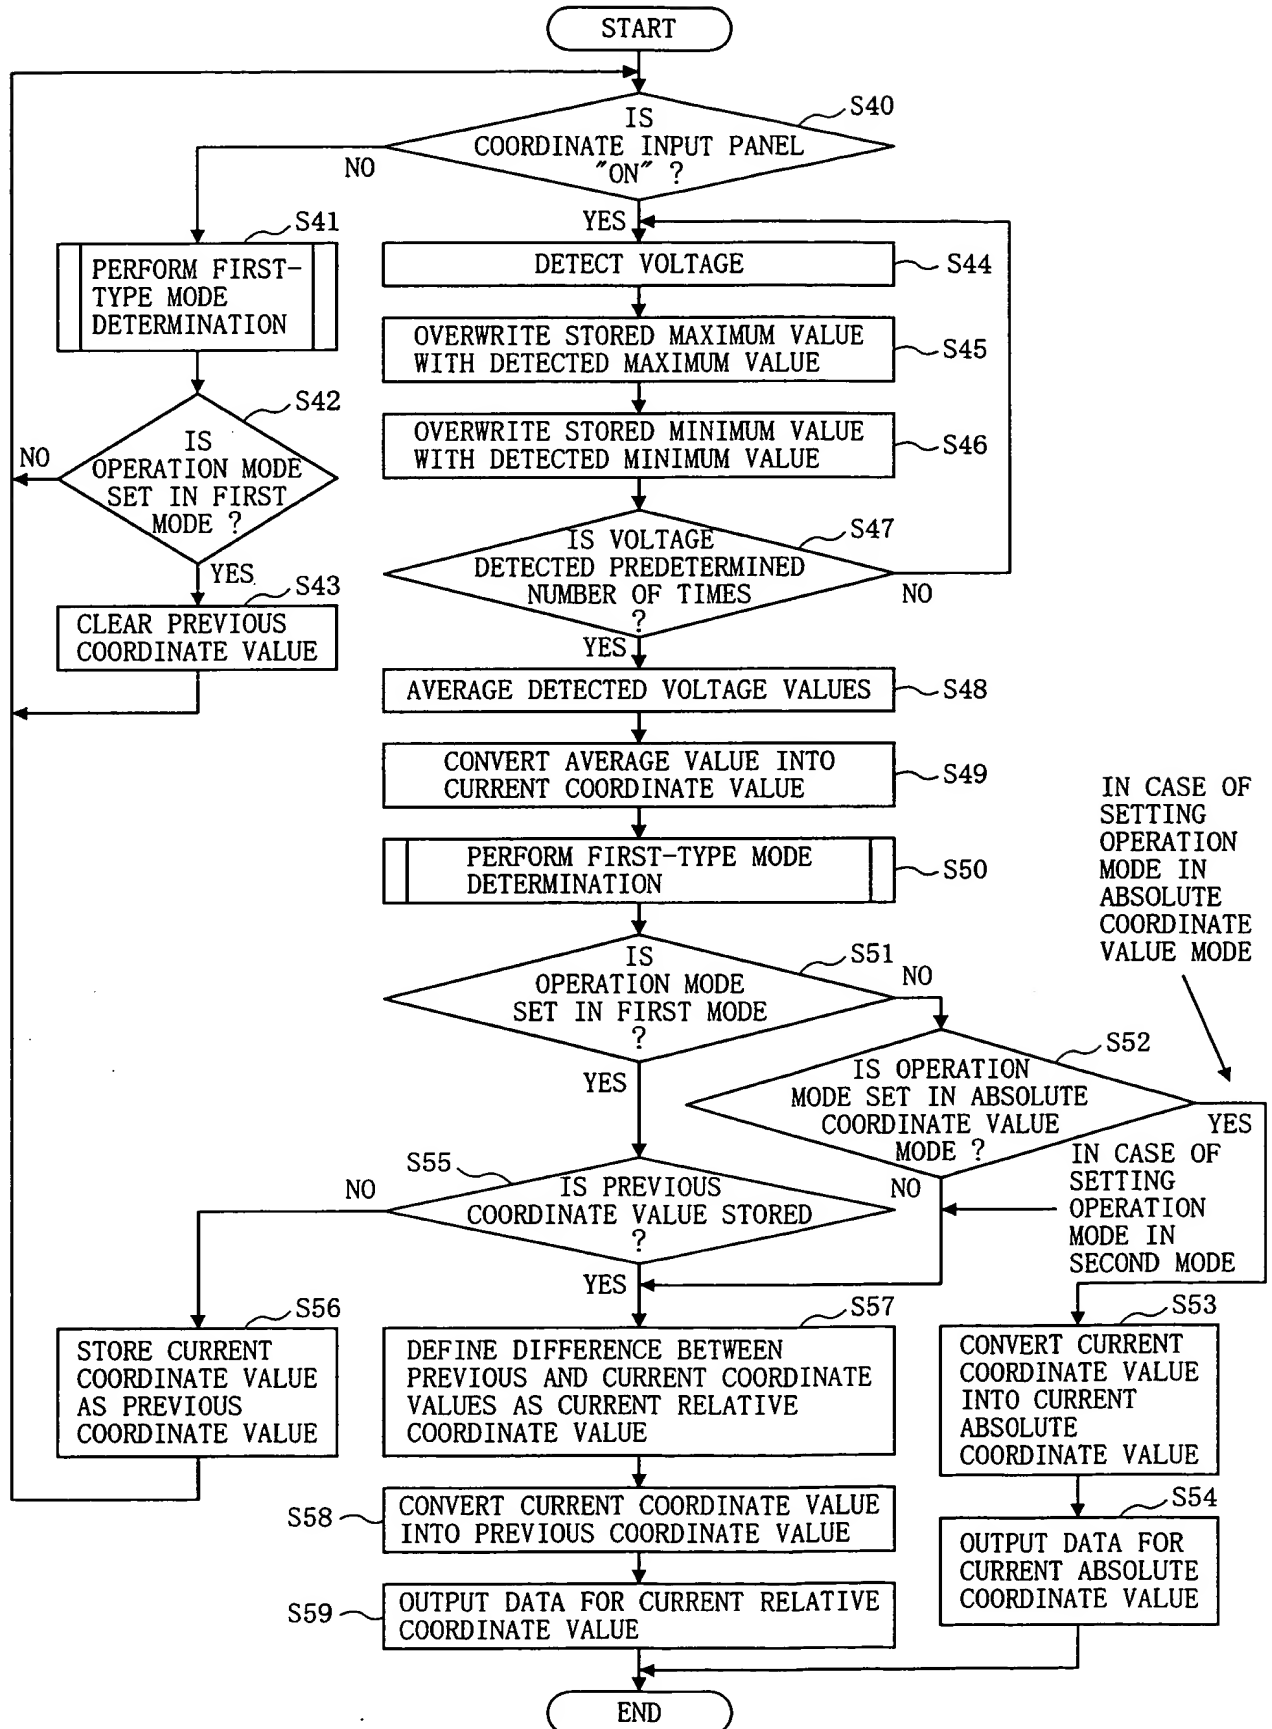 START
S40
IS
COORDINATE INPUT PANEL
"ON" ?
NO
YES
S41
PERFORM FIRST-
TYPE MODE
DETERMINATION
DETECT VOLTAGE
S44
OVERWRITE STORED MAXIMUM VALUE
WITH DETECTED MAXIMUM VALUE
S45
S42
IS
OPERATION MODE
SET IN FIRST
MODE ?
NO
YES
OVERWRITE STORED MINIMUM VALUE
WITH DETECTED MINIMUM VALUE
S46
S47
IS VOLTAGE
DETECTED PREDETERMINED
NUMBER OF TIMES
?
NO
YES
S43
CLEAR PREVIOUS
COORDINATE VALUE
AVERAGE DETECTED VOLTAGE VALUES
S48
CONVERT AVERAGE VALUE INTO
CURRENT COORDINATE VALUE
S49
IN CASE OF
SETTING
OPERATION
MODE IN
ABSOLUTE
COORDINATE
VALUE MODE
PERFORM FIRST-TYPE MODE
DETERMINATION
S50
S51
IS
OPERATION MODE
SET IN FIRST MODE
?
NO
YES
S52
IS OPERATION
MODE SET IN ABSOLUTE
COORDINATE VALUE
MODE ?
YES
NO
IN CASE OF
SETTING
OPERATION
MODE IN
SECOND MODE
S55
IS PREVIOUS
COORDINATE VALUE STORED
?
NO
YES
S56
STORE CURRENT
COORDINATE VALUE
AS PREVIOUS
COORDINATE VALUE
S57
DEFINE DIFFERENCE BETWEEN
PREVIOUS AND CURRENT COORDINATE
VALUES AS CURRENT RELATIVE
COORDINATE VALUE
S53
CONVERT CURRENT
COORDINATE VALUE
INTO CURRENT
ABSOLUTE
COORDINATE VALUE
S58
CONVERT CURRENT COORDINATE VALUE
INTO PREVIOUS COORDINATE VALUE
S54
OUTPUT DATA FOR
CURRENT ABSOLUTE
COORDINATE VALUE
S59
OUTPUT DATA FOR CURRENT RELATIVE
COORDINATE VALUE
END